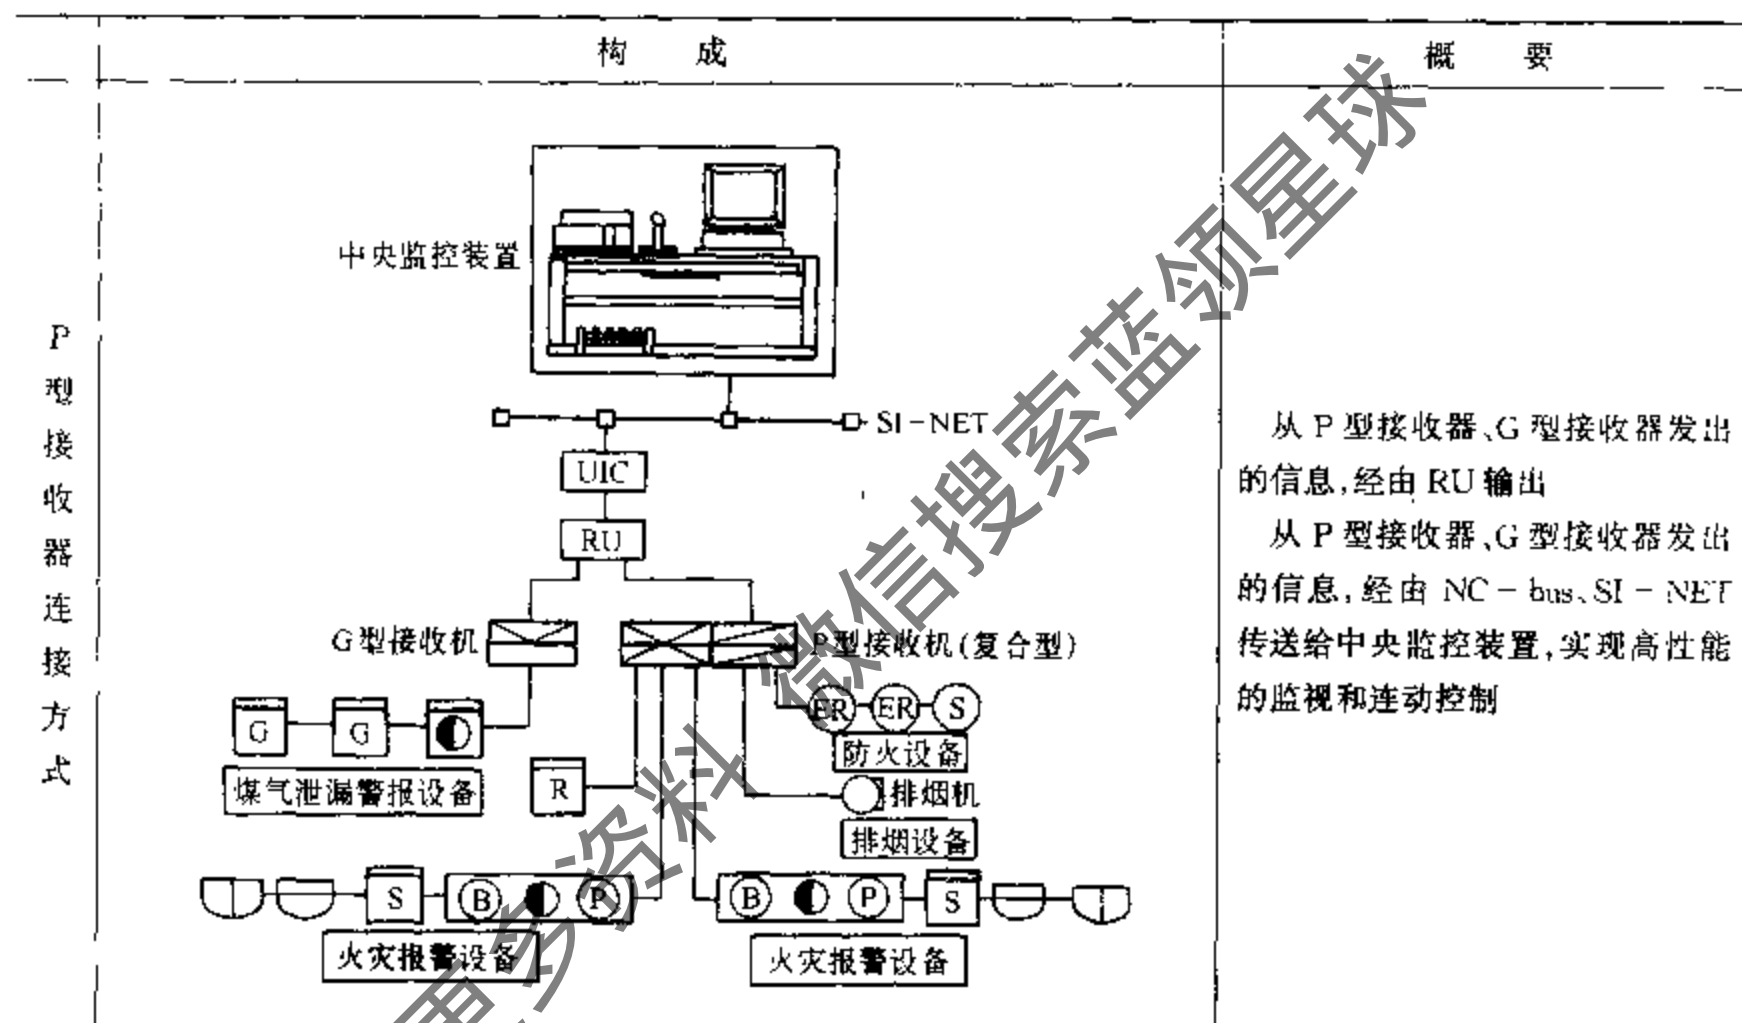 构 成
概 要
P型接收器连接方式
中央监控装置
SI-NET
UIC
RU
G型接收机
P型接收机(复合型)
G
G
煤气泄漏警报设备
R
ER
ER
S
防火设备
排烟机
排烟设备
S
B
P
火灾报警设备
B
P
S
火灾报警设备
从 P 型接收器、G 型接收器发出
的信息,经由 RU 输出
从 P 型接收器、G 型接收器发出
的信息,经由 NC-bus、SI-NET
传送给中央监控装置,实现高性能
的监视和连动控制
更多资料 微信搜索蓝领星球